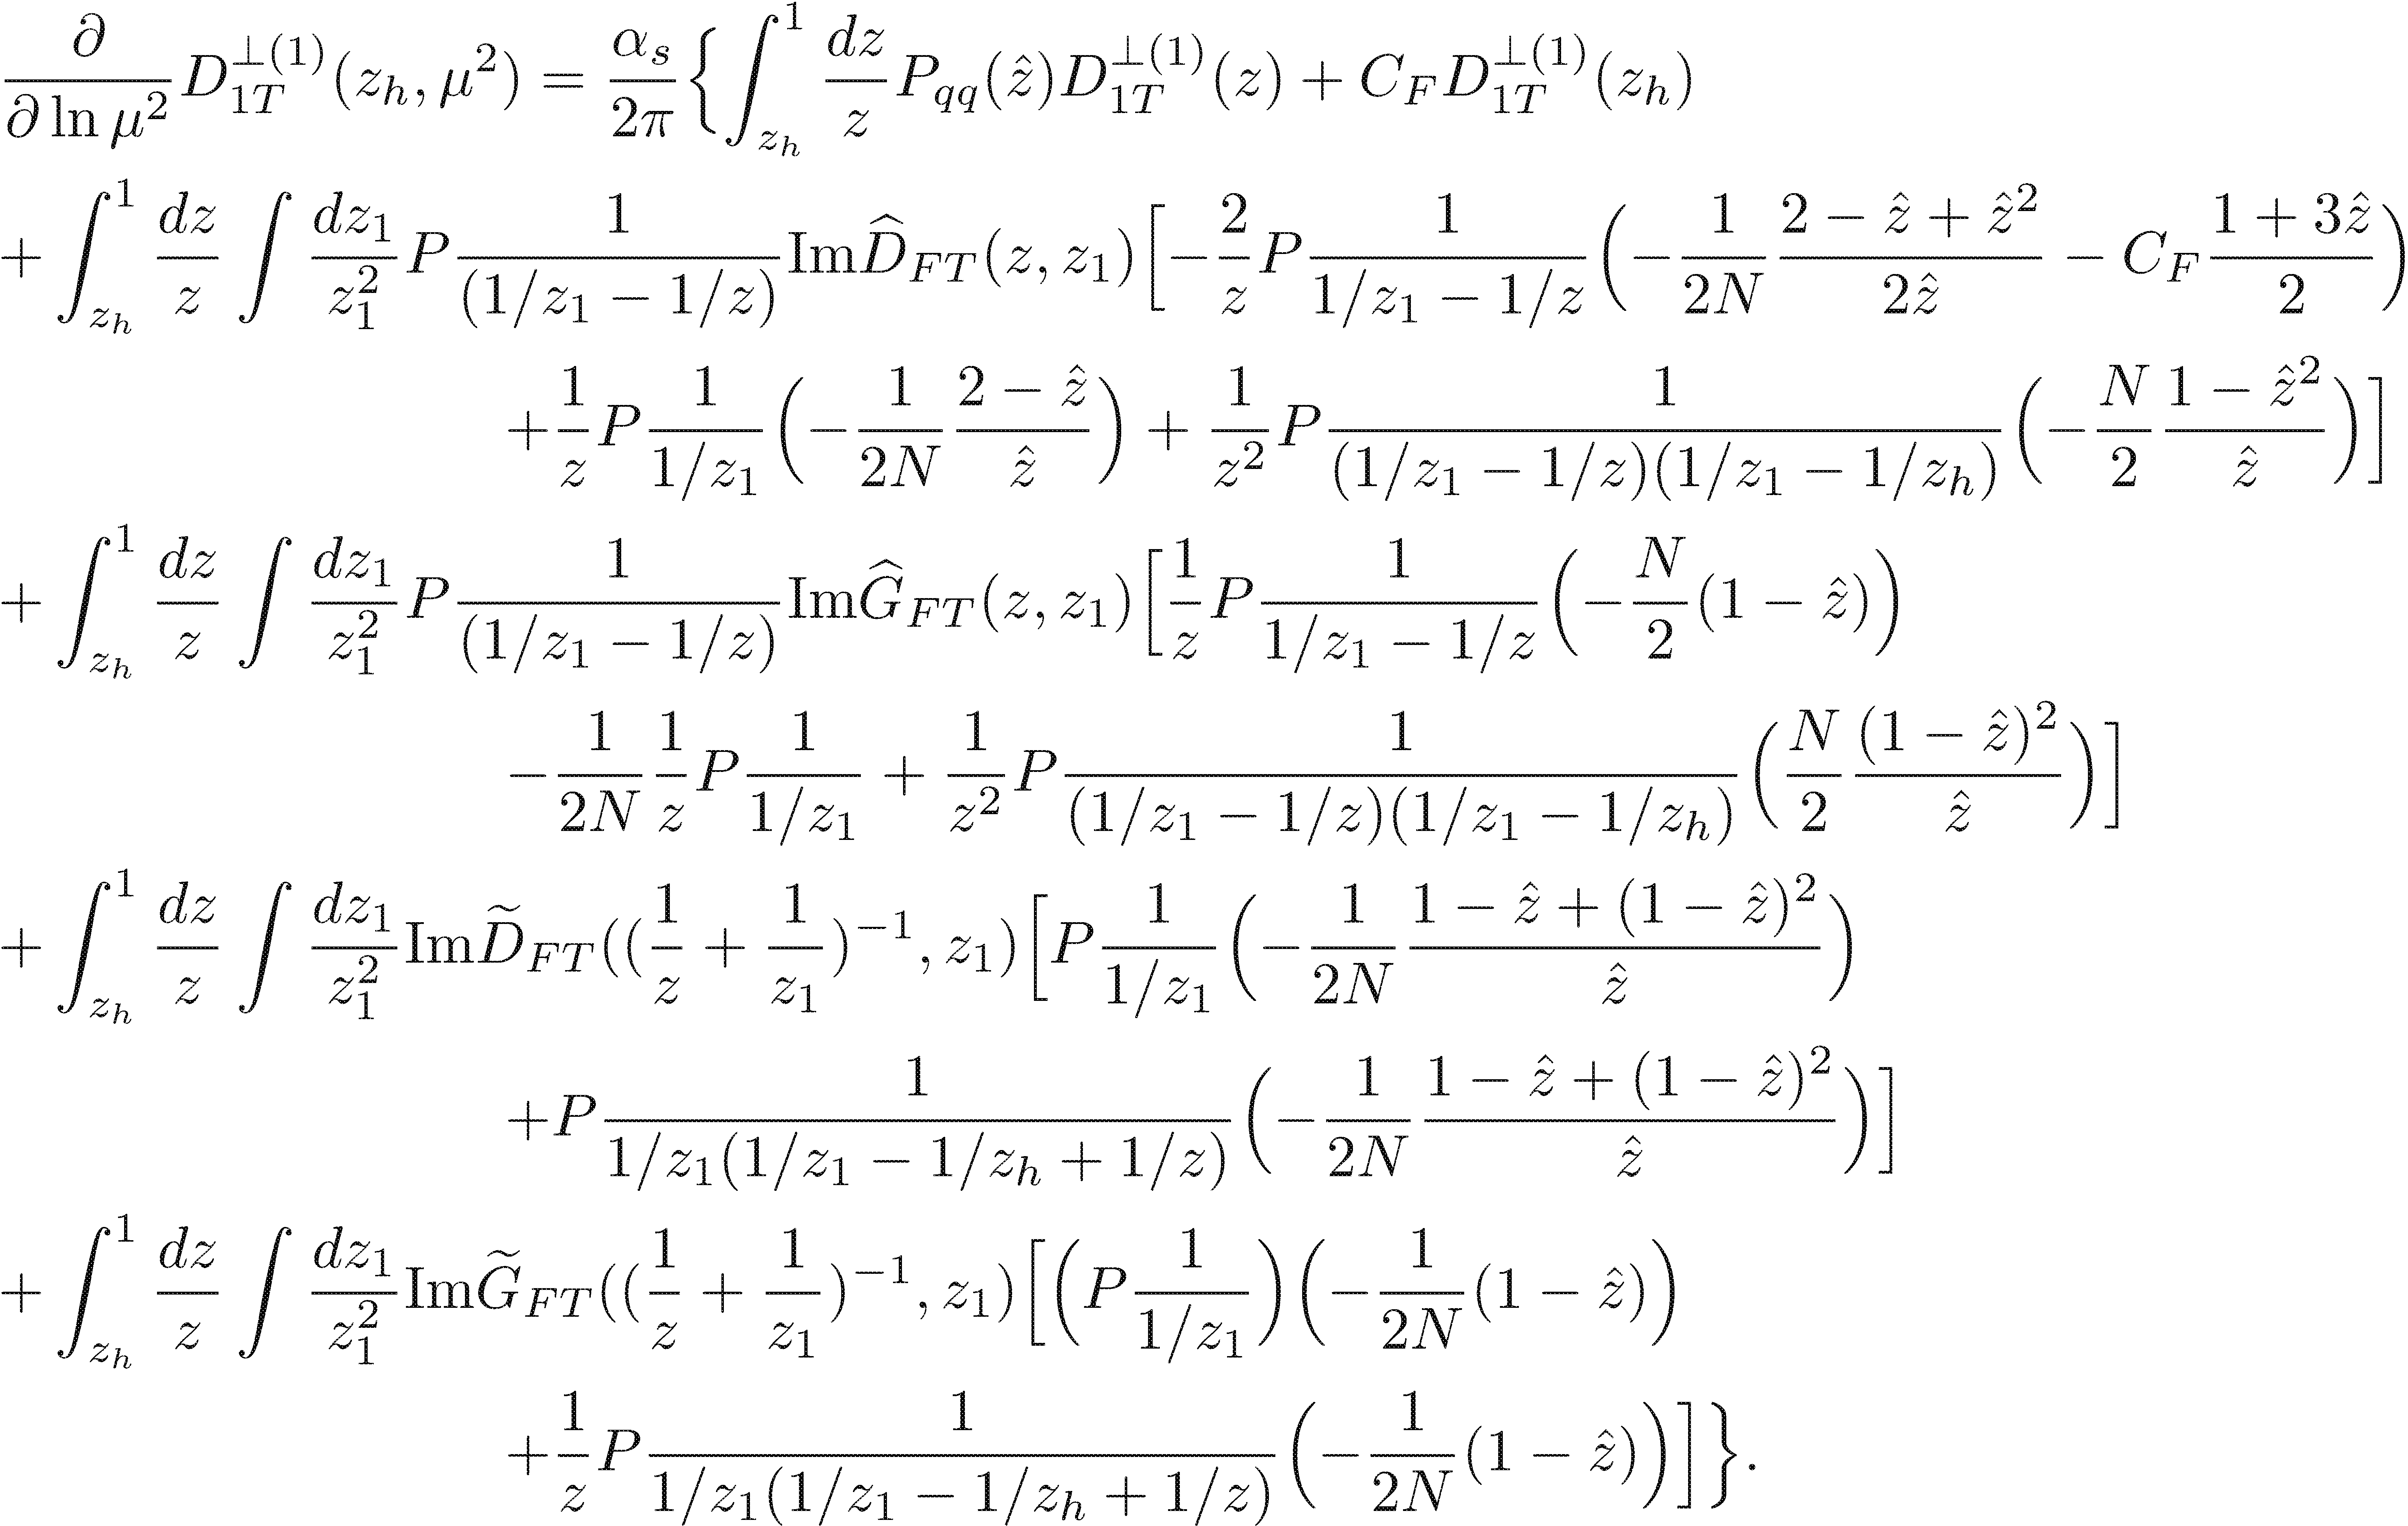 \frac{\partial}{\partial \ln \mu^2} D_{1T}^{\perp(1)}(z_h, \mu^2) = \frac{\alpha_s}{2\pi} \Big\{ \int_{z_h}^1 \frac{dz}{z} P_{qq}(\hat{z}) D_{1T}^{\perp(1)}(z) + C_F D_{1T}^{\perp(1)}(z_h)
+ \int_{z_h}^1 \frac{dz}{z} \int \frac{dz_1}{z_1^2} P \frac{1}{(1/z_1 - 1/z)} \text{Im} \widehat{D}_{FT}(z, z_1) \Big[ -\frac{2}{z} P \frac{1}{1/z_1 - 1/z} \Big( -\frac{1}{2N} \frac{2 - \hat{z} + \hat{z}^2}{2\hat{z}} - C_F \frac{1 + 3\hat{z}}{2} \Big)
+ \frac{1}{z} P \frac{1}{1/z_1} \Big( -\frac{1}{2N} \frac{2 - \hat{z}}{\hat{z}} \Big) + \frac{1}{z^2} P \frac{1}{(1/z_1 - 1/z)(1/z_1 - 1/z_h)} \Big( -\frac{N}{2} \frac{1 - \hat{z}^2}{\hat{z}} \Big) \Big]
+ \int_{z_h}^1 \frac{dz}{z} \int \frac{dz_1}{z_1^2} P \frac{1}{(1/z_1 - 1/z)} \text{Im} \widehat{G}_{FT}(z, z_1) \Big[ \frac{1}{z} P \frac{1}{1/z_1 - 1/z} \Big( -\frac{N}{2} (1 - \hat{z}) \Big)
- \frac{1}{2N} \frac{1}{z} P \frac{1}{1/z_1} + \frac{1}{z^2} P \frac{1}{(1/z_1 - 1/z)(1/z_1 - 1/z_h)} \Big( \frac{N}{2} \frac{(1 - \hat{z})^2}{\hat{z}} \Big) \Big]
+ \int_{z_h}^1 \frac{dz}{z} \int \frac{dz_1}{z_1^2} \text{Im} \widetilde{D}_{FT}((\frac{1}{z} + \frac{1}{z_1})^{-1}, z_1) \Big[ P \frac{1}{1/z_1} \Big( -\frac{1}{2N} \frac{1 - \hat{z} + (1 - \hat{z})^2}{\hat{z}} \Big)
+ P \frac{1}{1/z_1(1/z_1 - 1/z_h + 1/z)} \Big( -\frac{1}{2N} \frac{1 - \hat{z} + (1 - \hat{z})^2}{\hat{z}} \Big) \Big]
+ \int_{z_h}^1 \frac{dz}{z} \int \frac{dz_1}{z_1^2} \text{Im} \widetilde{G}_{FT}((\frac{1}{z} + \frac{1}{z_1})^{-1}, z_1) \Big[ \Big( P \frac{1}{1/z_1} \Big) \Big( -\frac{1}{2N} (1 - \hat{z}) \Big)
+ \frac{1}{z} P \frac{1}{1/z_1(1/z_1 - 1/z_h + 1/z)} \Big( -\frac{1}{2N} (1 - \hat{z}) \Big) \Big] \Big\}.